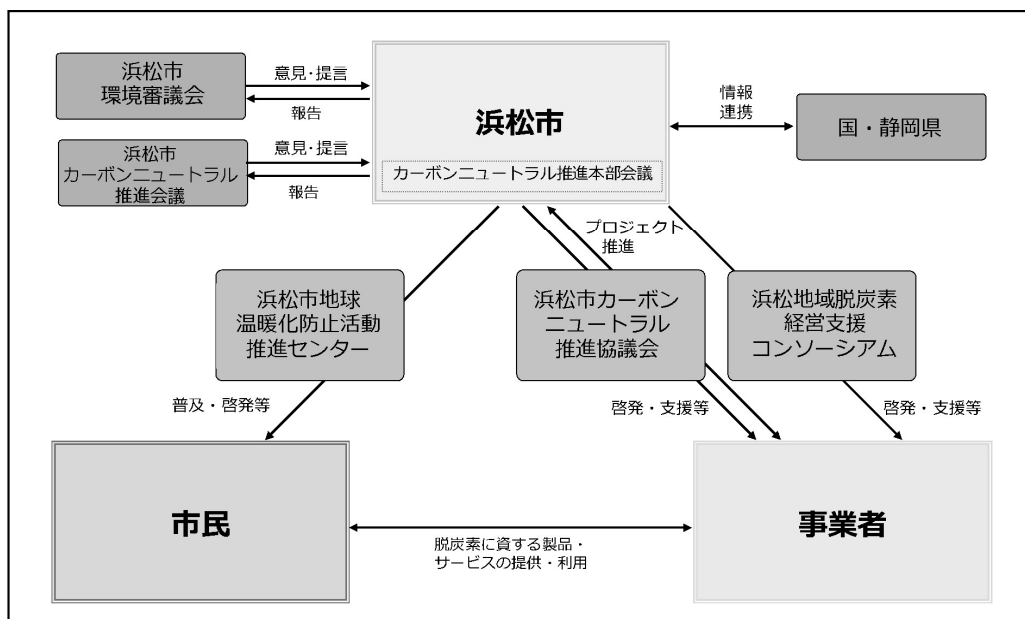 浜松市
環境審議会
意見・提言
報告
浜松市
カーボンニュートラル
推進会議
意見・提言
報告
浜松市
カーボンニュートラル推進本部会議
情報
連携
国・静岡県
プロジェクト
推進
浜松市地球
温暖化防止活動
推進センター
浜松市カーボン
ニュートラル
推進協議会
浜松地域脱炭素
経営支援
コンソーシアム
普及・啓発等
啓発・支援等
啓発・支援等
市民
脱炭素に資する製品・
サービスの提供・利用
事業者